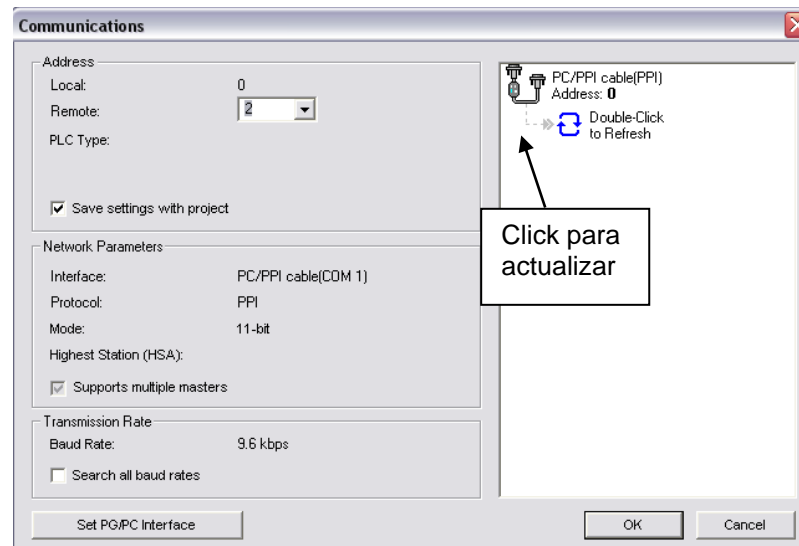 Communications
Address
Local: 0
Remote: 2
PLC Type:
Save settings with project
Network Parameters
Interface: PC/PPI cable(COM 1)
Protocol: PPI
Mode: 11-bit
Highest Station (HSA):
Supports multiple masters
Transmission Rate
Baud Rate: 9.6 kbps
Search all baud rates
Set PG/PC Interface
PC/PPI cable(PPI)
Address: 0
Double-Click
to Refresh
Click para
actualizar
OK
Cancel